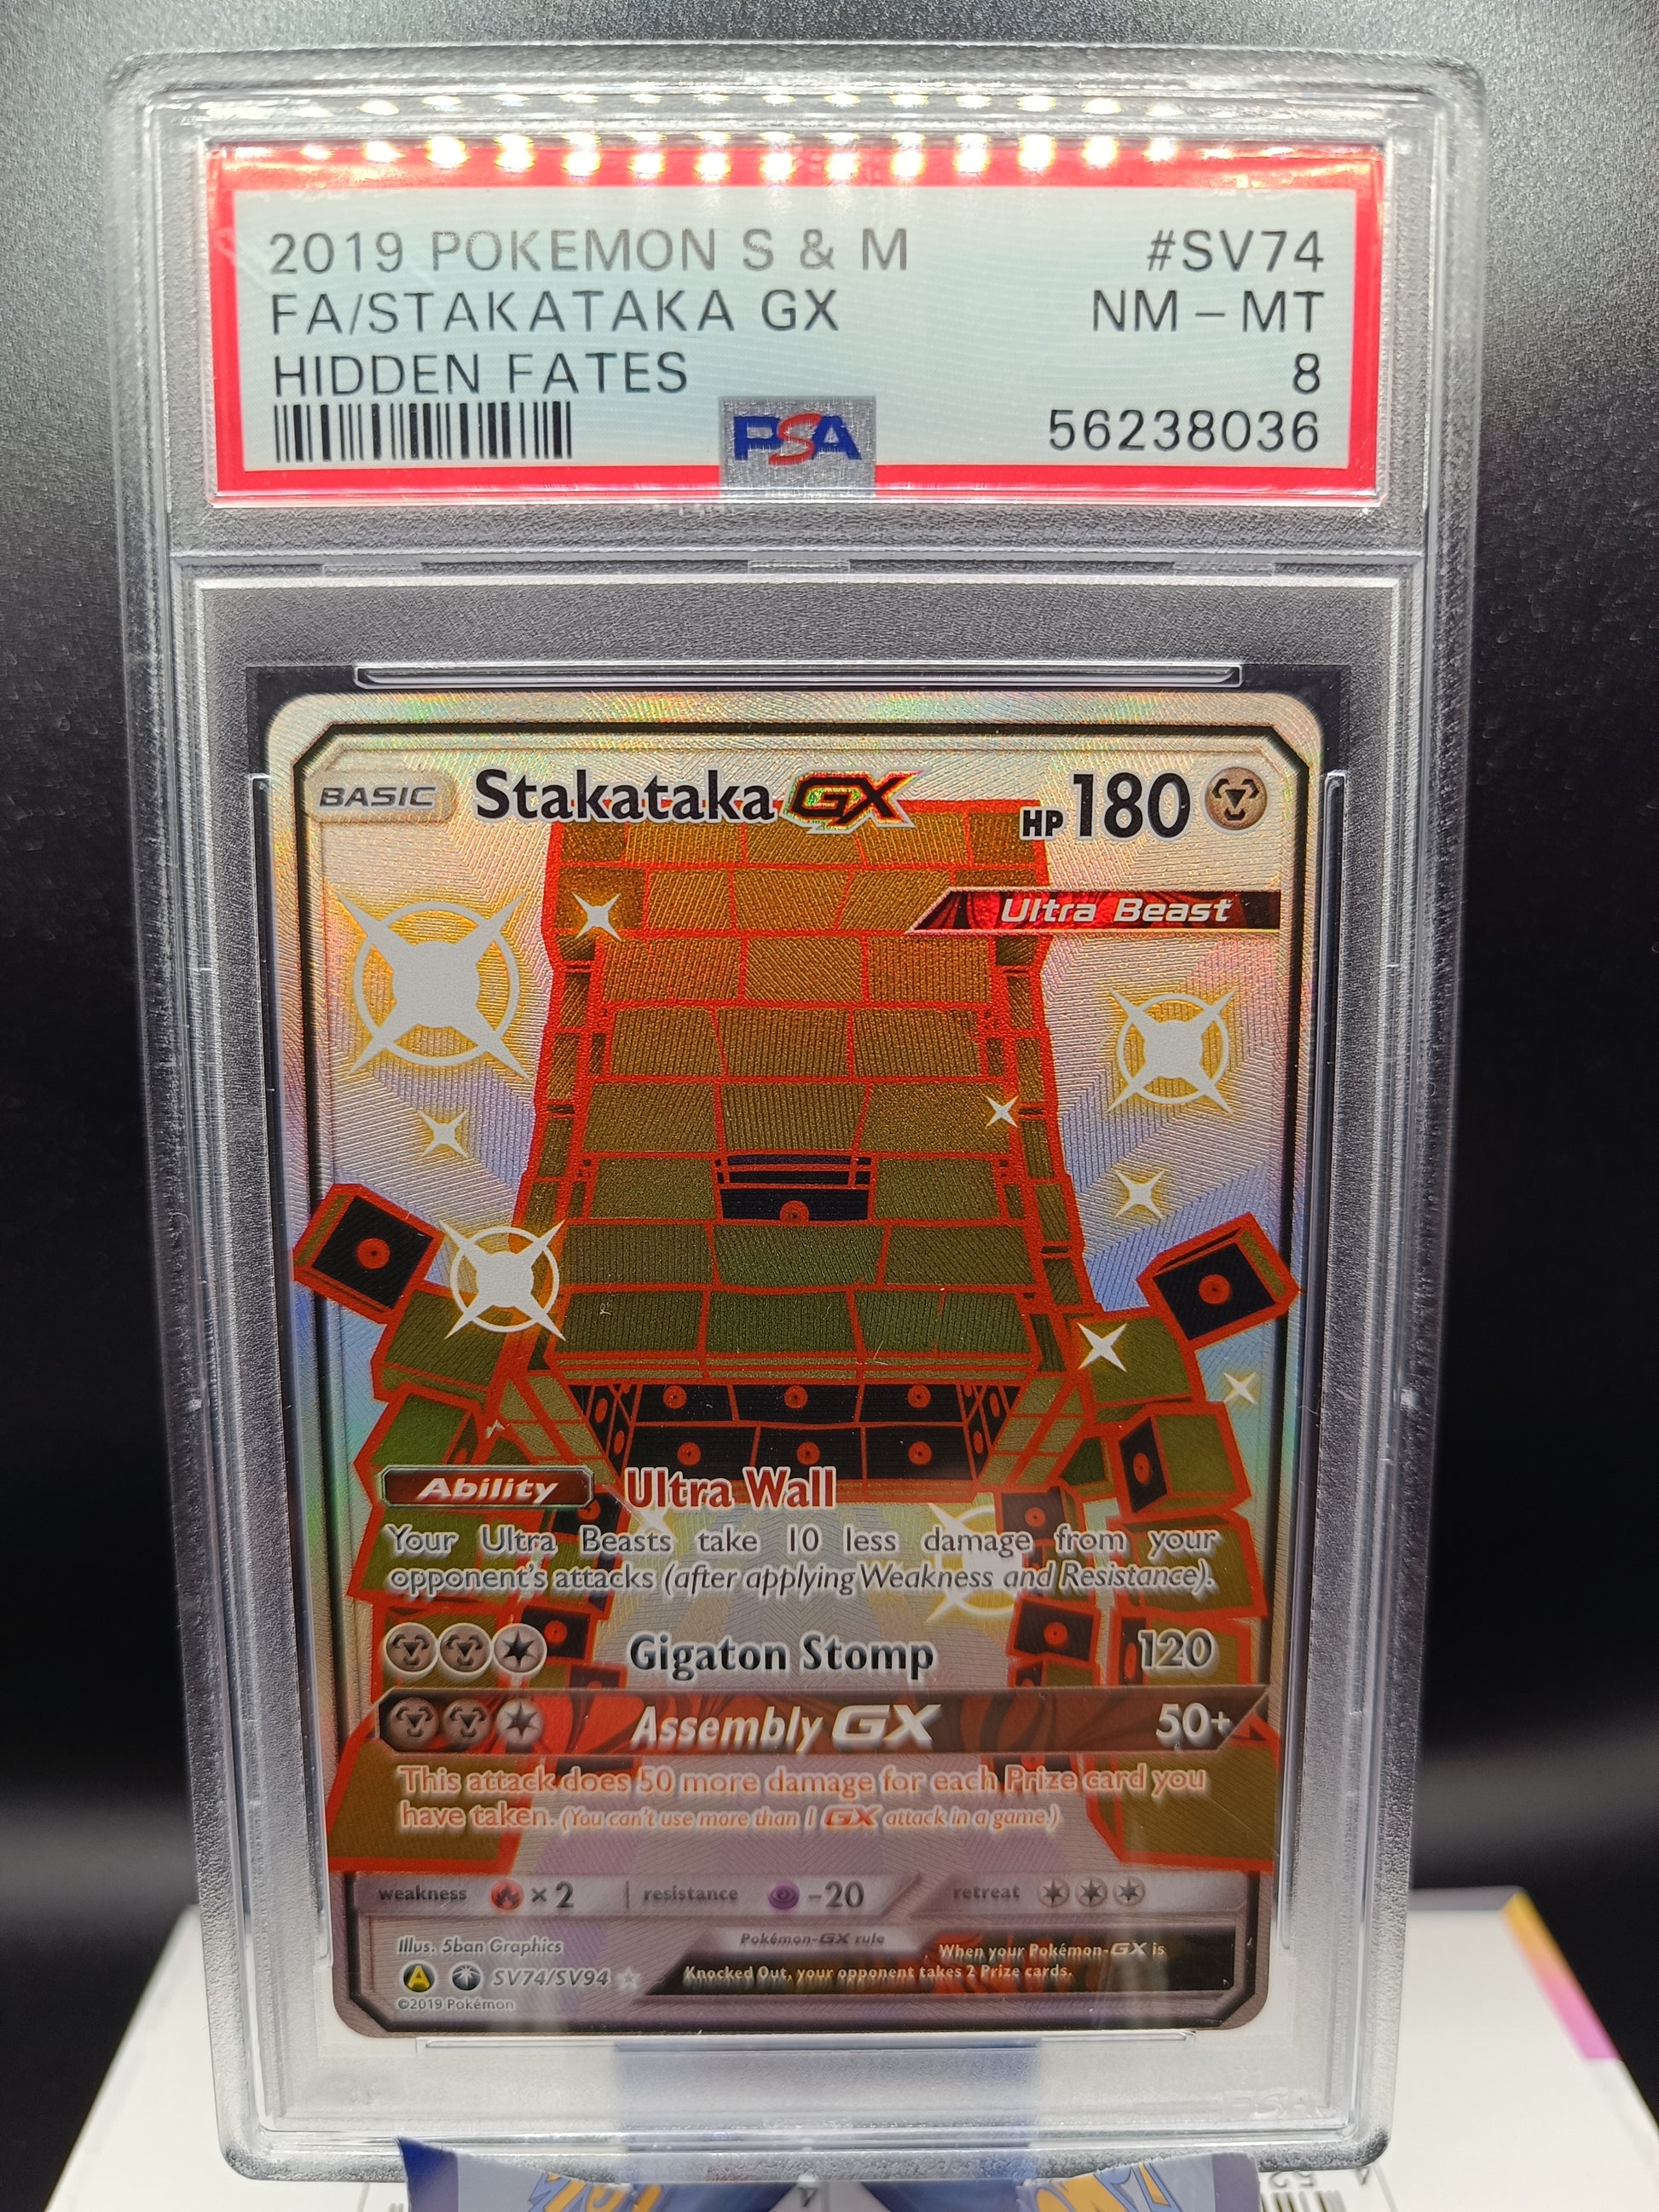 2019 POKEMON S & M #SV74
FA/STAKATAKA GX NM - MT
HIDDEN FATES 8
PSA 56238036
BASIC Stakataka GX HP 180
Ultra Beast
Ability Ultra Wall
Your Ultra Beasts take 10 less damage from your
opponent's attacks (after applying Weakness and Resistance).
Gigaton Stomp 120
Assembly GX 50+
This attack does 50 more damage for each Prize card you
have taken. (You can't use more than 1 GX attack in a game.)
weakness ×2 resistance -20 retreat
Illus. 5ban Graphics Pokémon-GX rule When your Pokémon-GX is
A SV74/SV94 Knocked Out, your opponent takes 2 Prize cards.
©2019 Pokémon
PSA